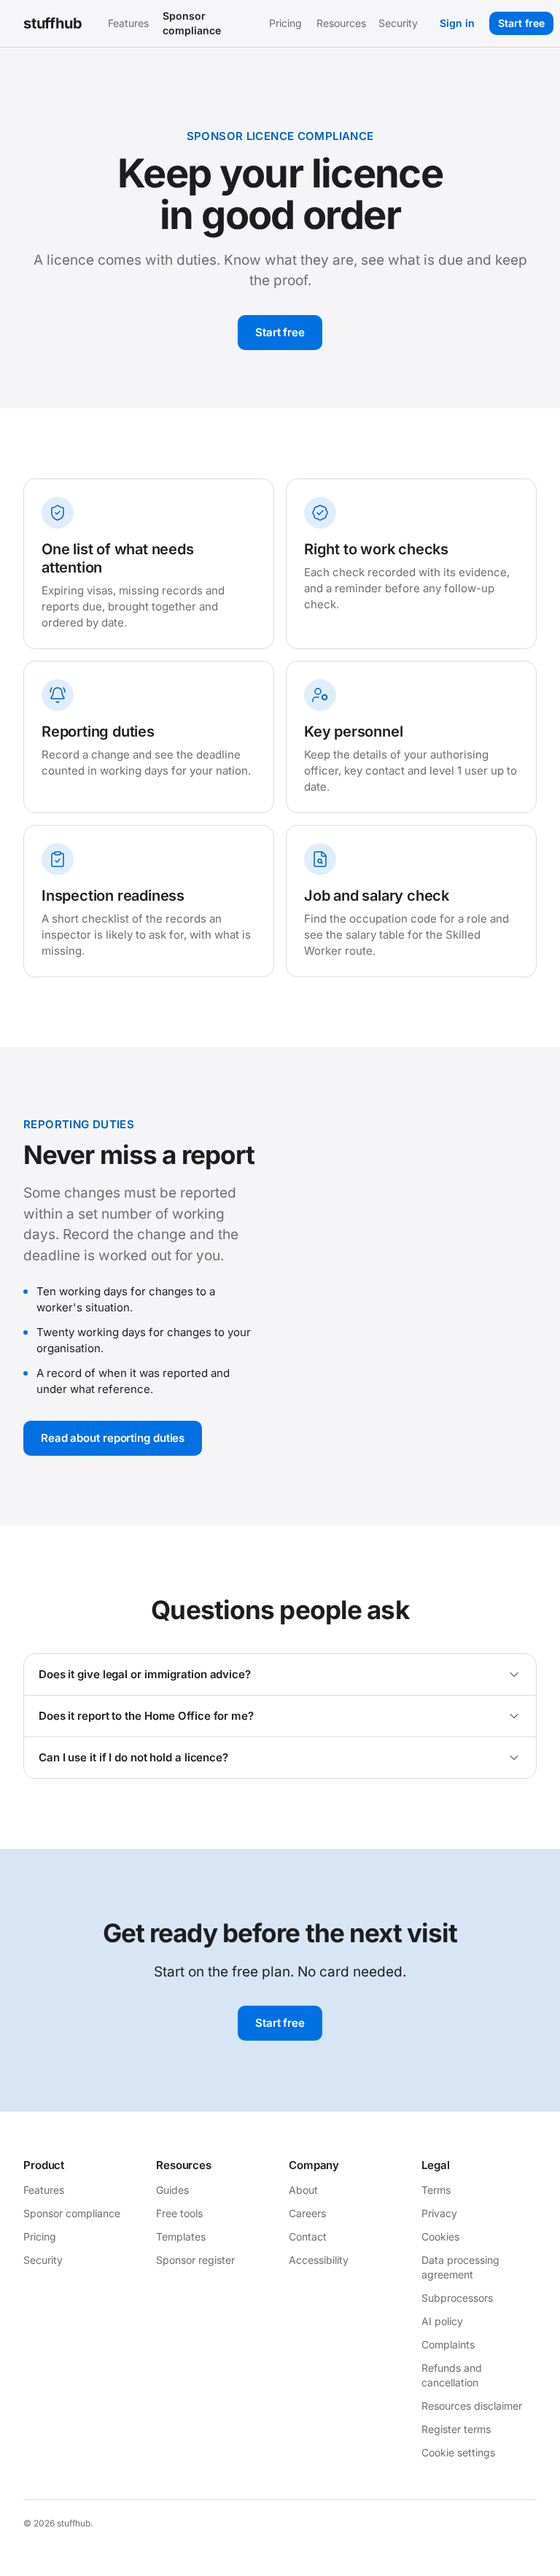 stuffhub
Features
Sponsor
compliance
Pricing
Resources
Security
Sign in
Start free
SPONSOR LICENCE COMPLIANCE
Keep your licence
in good order
A licence comes with duties. Know what they are, see what is due and keep
the proof.
Start free
One list of what needs
attention
Expiring visas, missing records and
reports due, brought together and
ordered by date.
Right to work checks
Each check recorded with its evidence,
and a reminder before any follow-up
check.
Reporting duties
Record a change and see the deadline
counted in working days for your nation.
Key personnel
Keep the details of your authorising
officer, key contact and level 1 user up to
date.
Inspection readiness
A short checklist of the records an
inspector is likely to ask for, with what is
missing.
Job and salary check
Find the occupation code for a role and
see the salary table for the Skilled
Worker route.
REPORTING DUTIES
Never miss a report
Some changes must be reported
within a set number of working
days. Record the change and the
deadline is worked out for you.
Ten working days for changes to a
worker's situation.
Twenty working days for changes to your
organisation.
A record of when it was reported and
under what reference.
Read about reporting duties
Questions people ask
Does it give legal or immigration advice?
Does it report to the Home Office for me?
Can I use it if I do not hold a licence?
Get ready before the next visit
Start on the free plan. No card needed.
Start free
Product
Features
Sponsor compliance
Pricing
Security
Resources
Guides
Free tools
Templates
Sponsor register
Company
About
Careers
Contact
Accessibility
Legal
Terms
Privacy
Cookies
Data processing
agreement
Subprocessors
AI policy
Complaints
Refunds and
cancellation
Resources disclaimer
Register terms
Cookie settings
© 2026 stuffhub.